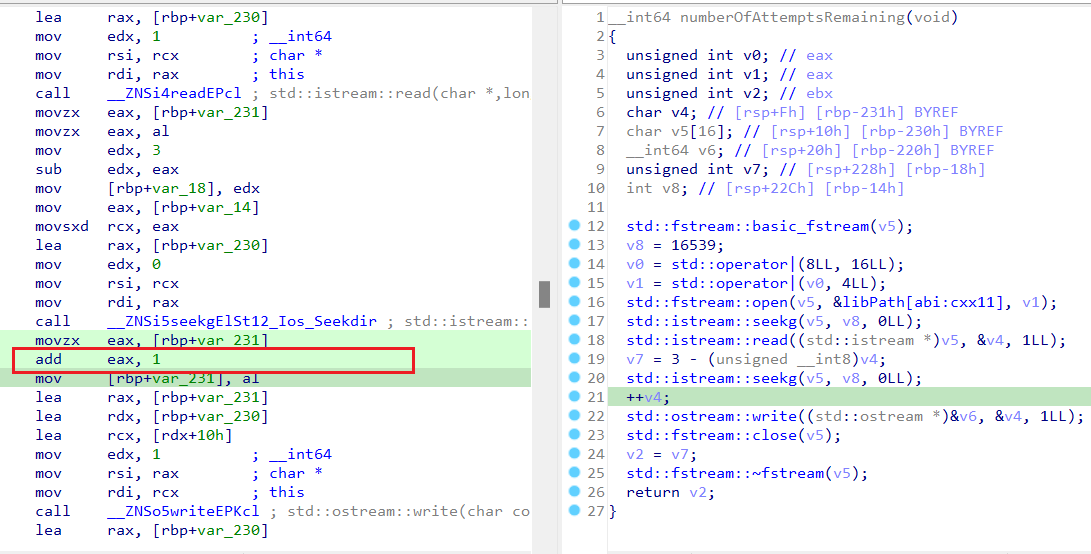 lea rax, [rbp+var_230]
mov edx, 1 ; __int64
mov rsi, rcx ; char *
mov rdi, rax ; this
call __ZNSi4readEPcl ; std::istream::read(char *,lon
movzx eax, [rbp+var_231]
movzx eax, al
mov edx, 3
sub edx, eax
mov [rbp+var_18], edx
mov eax, [rbp+var_14]
movsxd rcx, eax
lea rax, [rbp+var_230]
mov edx, 0
mov rsi, rcx
mov rdi, rax
call __ZNSi5seekgElSt12_Ios_Seekdir ; std::istream::
movzx eax, [rbp+var_231]
add eax, 1
mov [rbp+var_231], al
lea rax, [rbp+var_231]
lea rdx, [rbp+var_230]
lea rcx, [rdx+10h]
mov edx, 1 ; __int64
mov rsi, rax ; char *
mov rdi, rcx ; this
call __ZNSo5writeEPKcl ; std::ostream::write(char co
lea rax, [rbp+var_230]
1 __int64 numberOfAttemptsRemaining(void)
2 {
3 unsigned int v0; // eax
4 unsigned int v1; // eax
5 unsigned int v2; // ebx
6 char v4; // [rsp+Fh] [rbp-231h] BYREF
7 char v5[16]; // [rsp+10h] [rbp-230h] BYREF
8 __int64 v6; // [rsp+20h] [rbp-220h] BYREF
9 unsigned int v7; // [rsp+228h] [rbp-18h]
10 int v8; // [rsp+22Ch] [rbp-14h]
11
12 std::fstream::basic_fstream(v5);
13 v8 = 16539;
14 v0 = std::operator|(8LL, 16LL);
15 v1 = std::operator|(v0, 4LL);
16 std::fstream::open(v5, &libPath[abi:cxx11], v1);
17 std::istream::seekg(v5, v8, 0LL);
18 std::istream::read((std::istream *)v5, &v4, 1LL);
19 v7 = 3 - (unsigned __int8)v4;
20 std::istream::seekg(v5, v8, 0LL);
21 ++v4;
22 std::ostream::write((std::ostream *)&v6, &v4, 1LL);
23 std::fstream::close(v5);
24 v2 = v7;
25 std::fstream::~fstream(v5);
26 return v2;
27 }